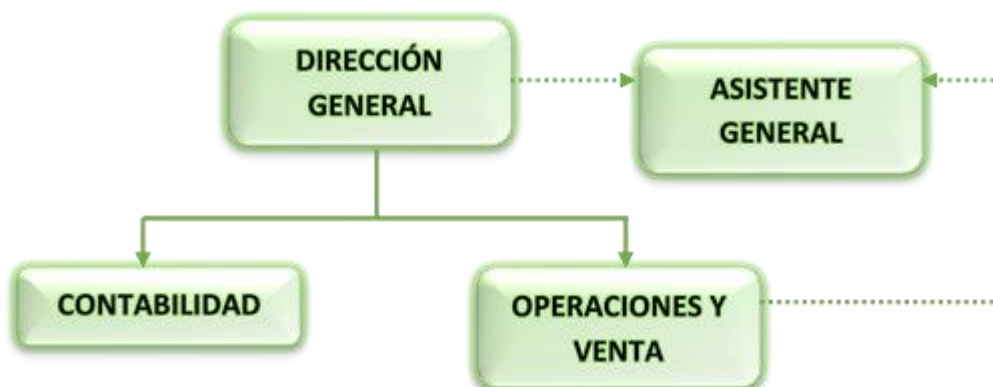 DIRECCIÓN
GENERAL
ASISTENTE
GENERAL
CONTABILIDAD
OPERACIONES Y
VENTA